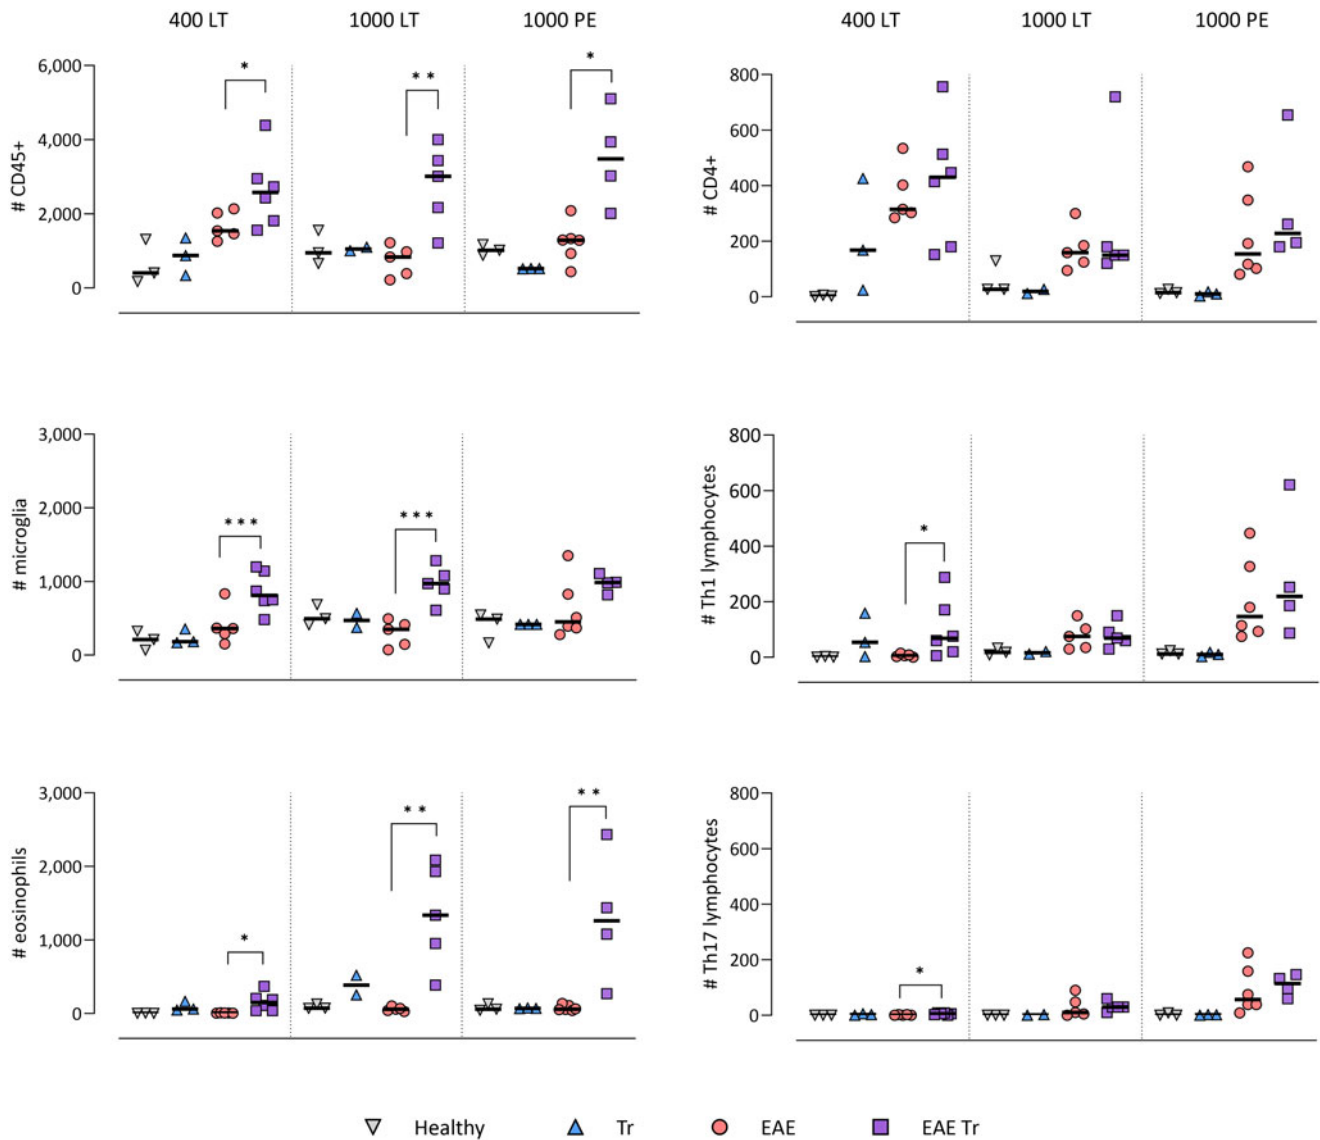 400 LT 1000 LT 1000 PE
400 LT 1000 LT 1000 PE
# CD45+
6,000
4,000
2,000
0
* ** *
# CD4+
800
600
400
200
0
# microglia
3,000
2,000
1,000
0
*** ***
# Th1 lymphocytes
800
600
400
200
0
*
# eosinophils
3,000
2,000
1,000
0
* ** **
# Th17 lymphocytes
800
600
400
200
0
*
Healthy Tr EAE EAE Tr